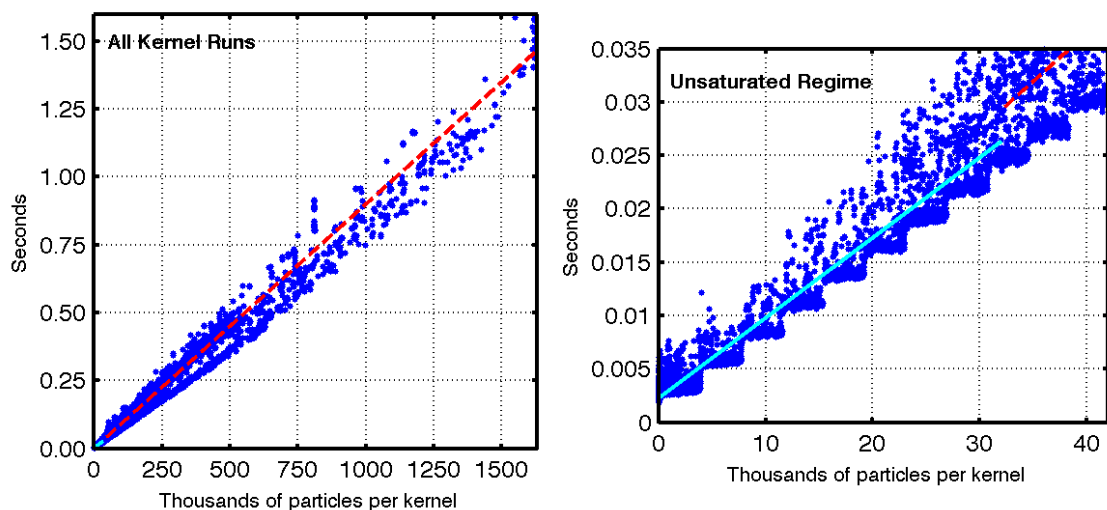 All Kernel Runs
1.50
1.25
1.00
0.75
0.50
0.25
0.00
Seconds
0 250 500 750 1000 1250 1500
Thousands of particles per kernel
Unsaturated Regime
0.035
0.03
0.025
0.02
0.015
0.01
0.005
0
Seconds
0 10 20 30 40
Thousands of particles per kernel